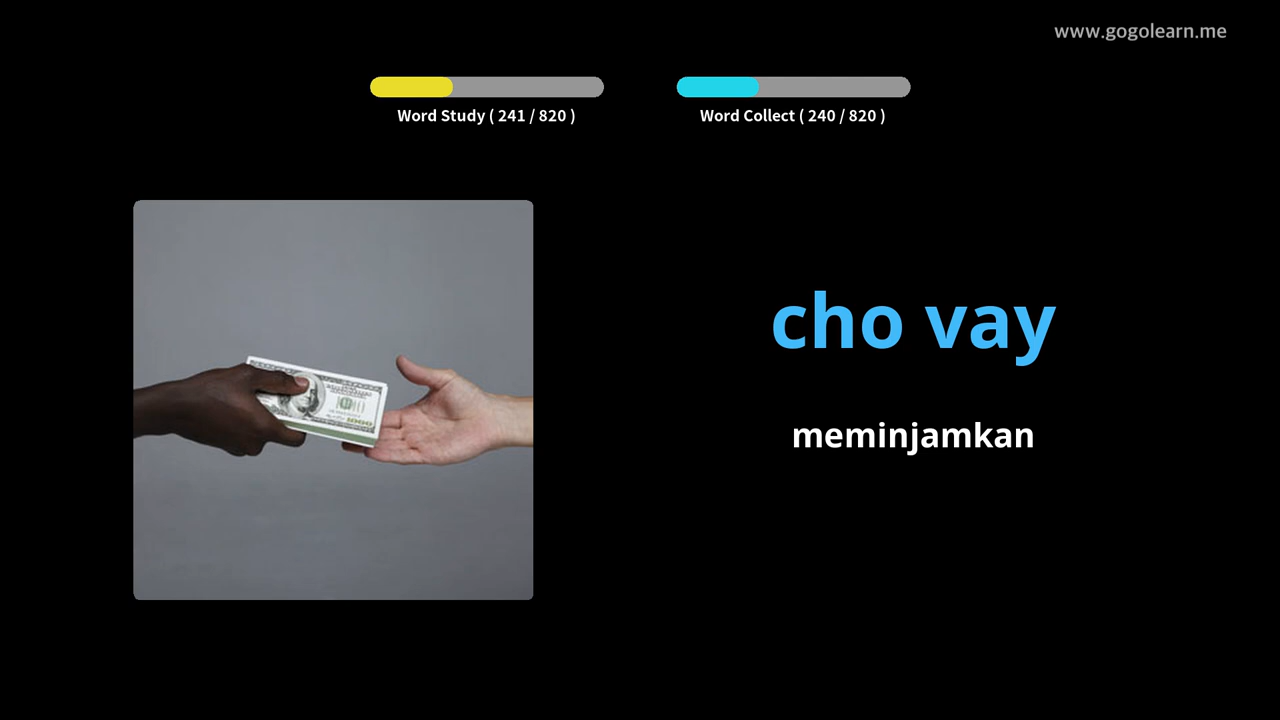 www.gogolearn.me
Word Study ( 241 / 820 )
Word Collect ( 240 / 820 )
cho vay
meminjamkan